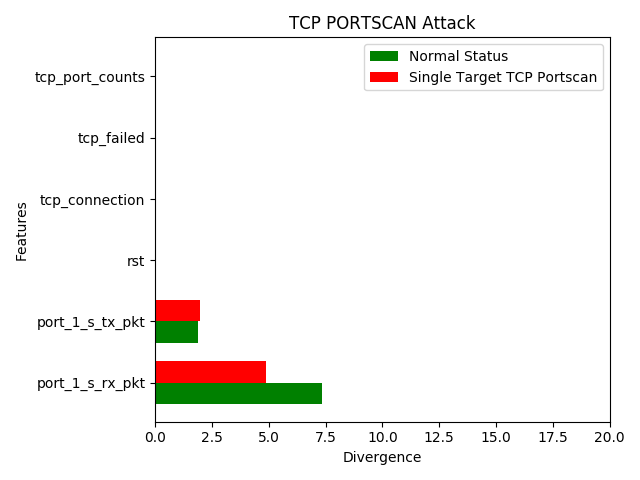 TCP PORTSCAN Attack
Normal Status
Single Target TCP Portscan
Features
tcp_port_counts
tcp_failed
tcp_connection
rst
port_1_s_tx_pkt
port_1_s_rx_pkt
0.0 2.5 5.0 7.5 10.0 12.5 15.0 17.5 20.0
Divergence